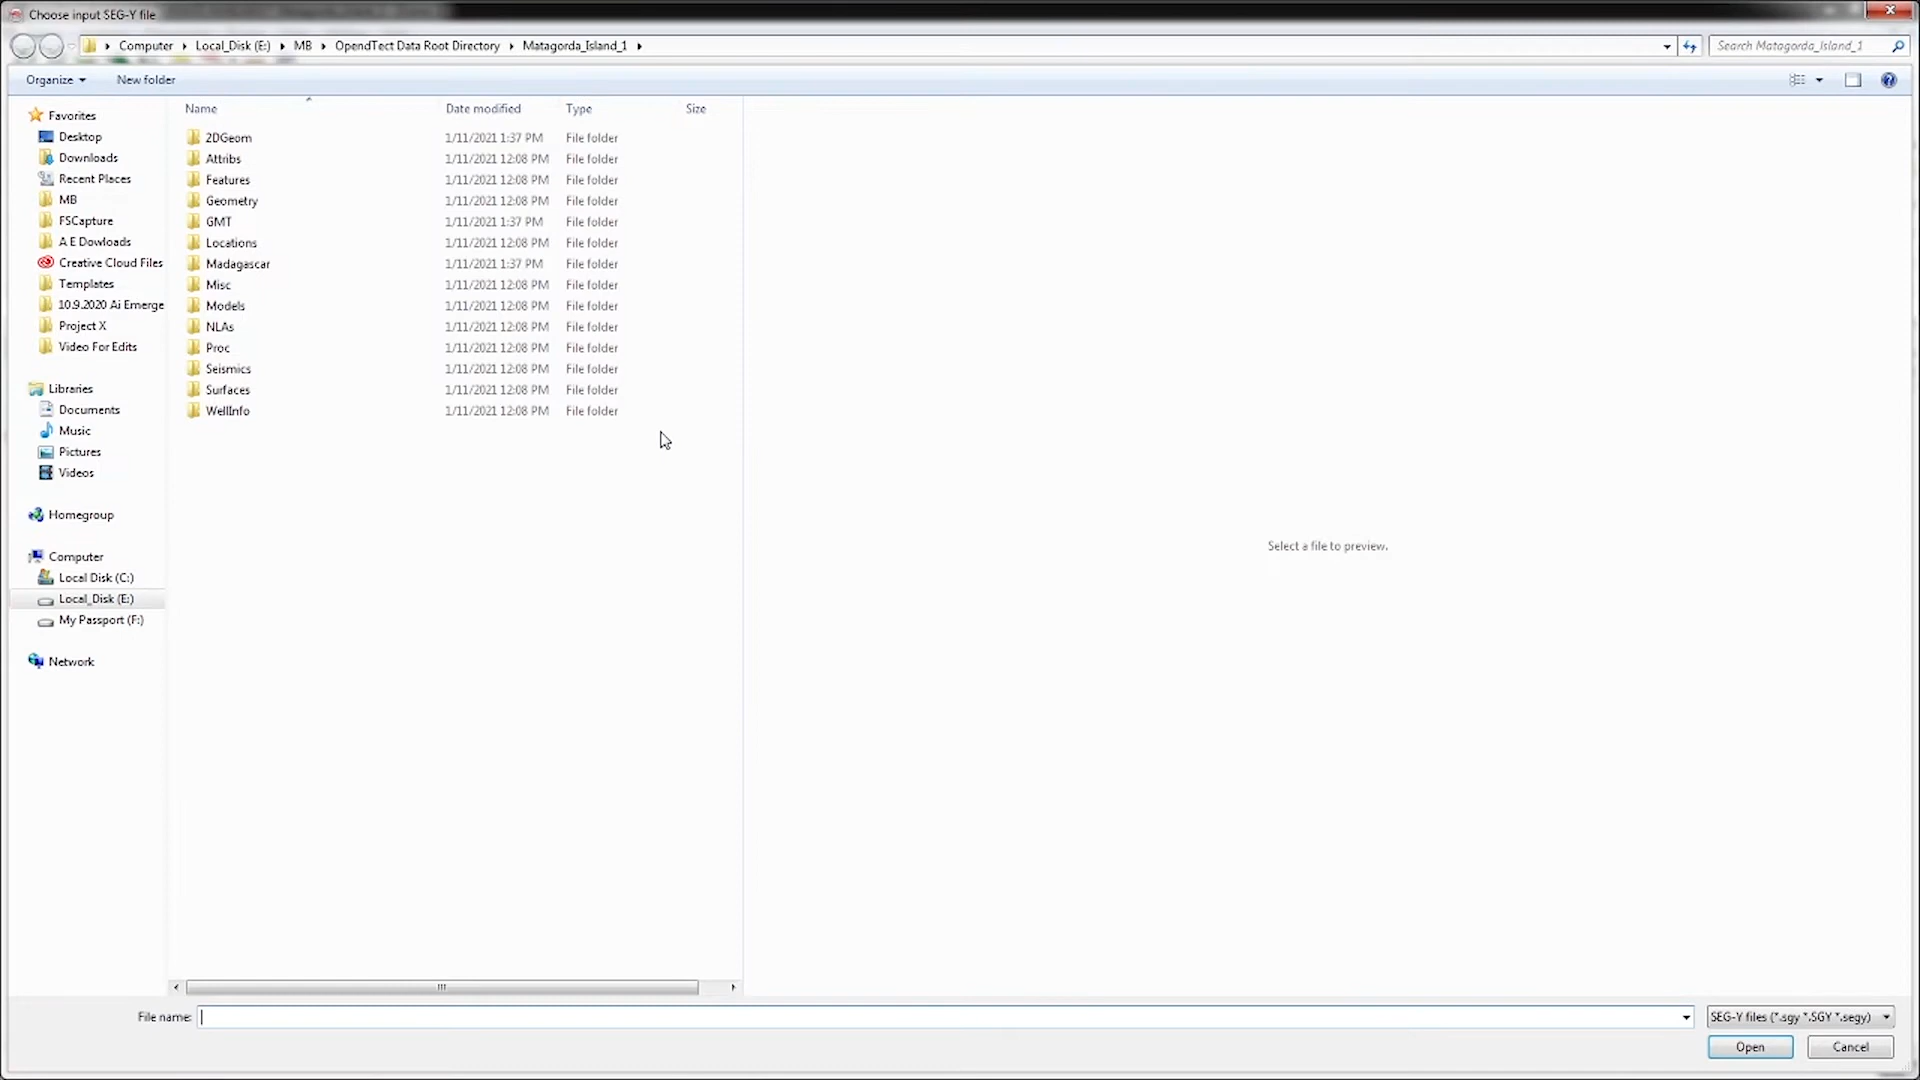 Choose input SEG-Y file
Computer Local_Disk (E:) MB OpendTect Data Root Directory Matagorda_Island_1 Search Matagorda_Island_1
Organize New folder
Name Date modified Type Size
Favorites
Desktop
Downloads
Recent Places
MB
FSCapture
A E Dowloads
Creative Cloud Files
Templates
10.9.2020 Ai Emerge
Project X
Video For Edits
Libraries
Documents
Music
Pictures
Videos
Homegroup
Computer
Local Disk (C:)
Local_Disk (E:)
My Passport (F:)
Network
2DGeom 1/11/2021 1:37 PM File folder
Attribs 1/11/2021 12:08 PM File folder
Features 1/11/2021 12:08 PM File folder
Geometry 1/11/2021 12:08 PM File folder
GMT 1/11/2021 1:37 PM File folder
Locations 1/11/2021 12:08 PM File folder
Madagascar 1/11/2021 1:37 PM File folder
Misc 1/11/2021 12:08 PM File folder
Models 1/11/2021 12:08 PM File folder
NLAs 1/11/2021 12:08 PM File folder
Proc 1/11/2021 12:08 PM File folder
Seismics 1/11/2021 12:08 PM File folder
Surfaces 1/11/2021 12:08 PM File folder
WellInfo 1/11/2021 12:08 PM File folder
Select a file to preview.
File name: SEG-Y files (*.sgy *.SGY *.segy)
Open Cancel